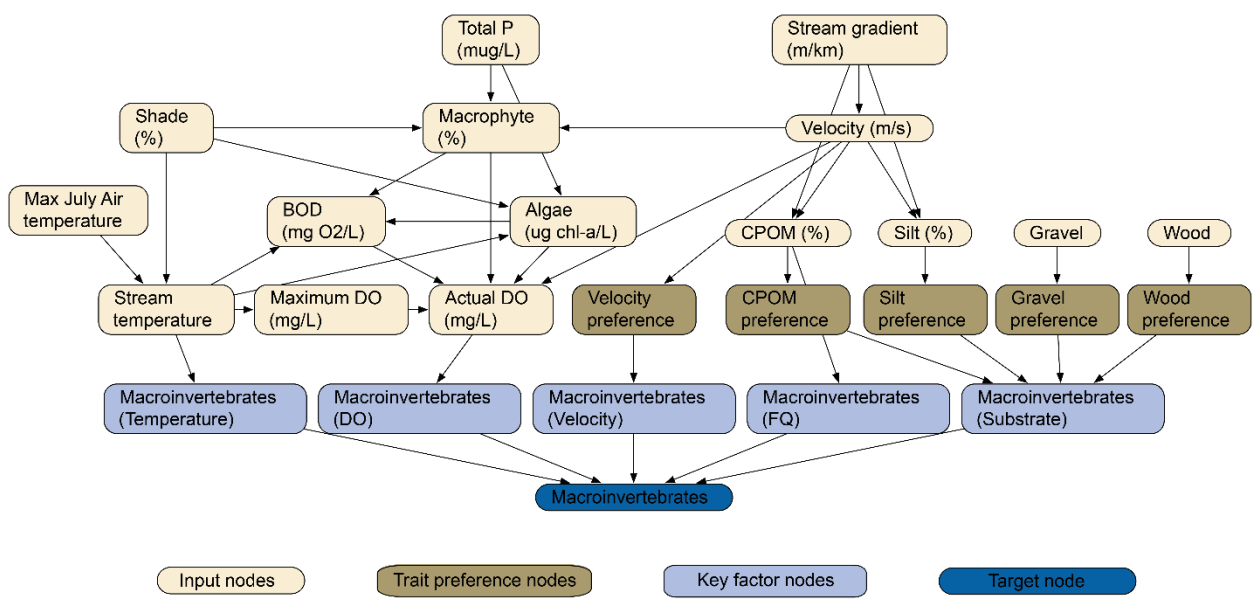 Total P
(mug/L)
Stream gradient
(m/km)
Shade
(%)
Macrophyte
(%)
Velocity (m/s)
Max July Air
temperature
BOD
(mg O2/L)
Algae
(ug chl-a/L)
CPOM (%)
Silt (%)
Gravel
Wood
Stream
temperature
Maximum DO
(mg/L)
Actual DO
(mg/L)
Velocity
preference
CPOM
preference
Silt
preference
Gravel
preference
Wood
preference
Macroinvertebrates
(Temperature)
Macroinvertebrates
(DO)
Macroinvertebrates
(Velocity)
Macroinvertebrates
(FQ)
Macroinvertebrates
(Substrate)
Macroinvertebrates
Input nodes
Trait preference nodes
Key factor nodes
Target node